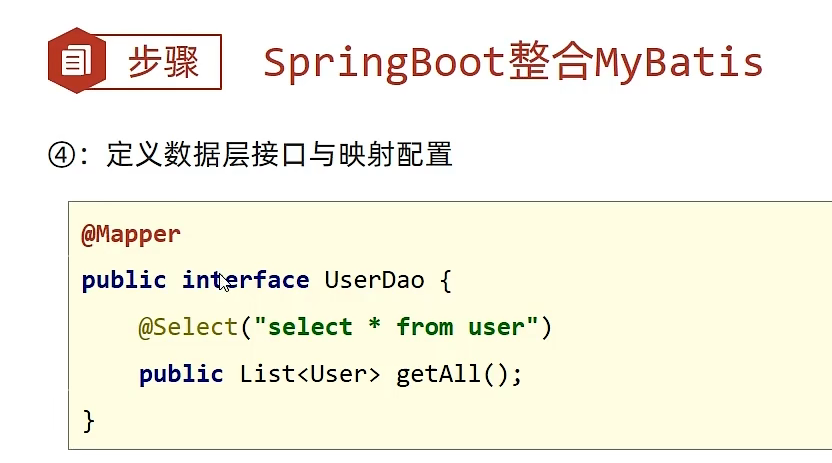 步骤
SpringBoot整合MyBatis
④：定义数据层接口与映射配置
@Mapper
public interface UserDao {
@Select("select * from user")
public List<User> getAll();
}